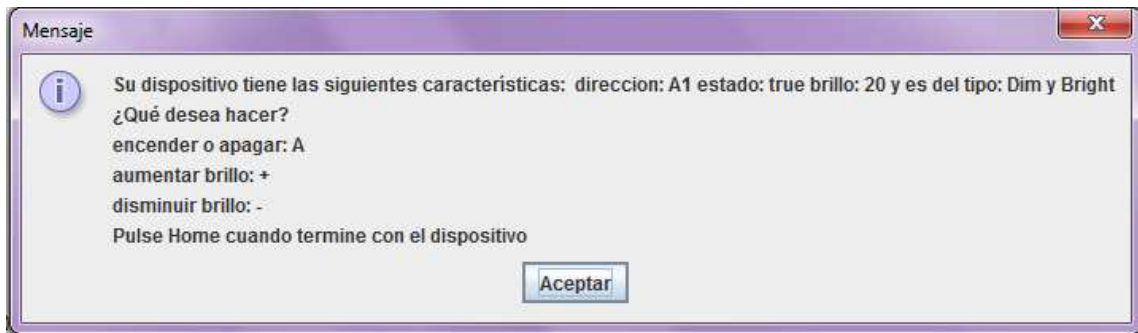 Mensaje
Su dispositivo tiene las siguientes características: direccion: A1 estado: true brillo: 20 y es del tipo: Dim y Bright
¿Qué desea hacer?
encender o apagar: A
aumentar brillo: +
disminuir brillo: -
Pulse Home cuando termine con el dispositivo
Aceptar